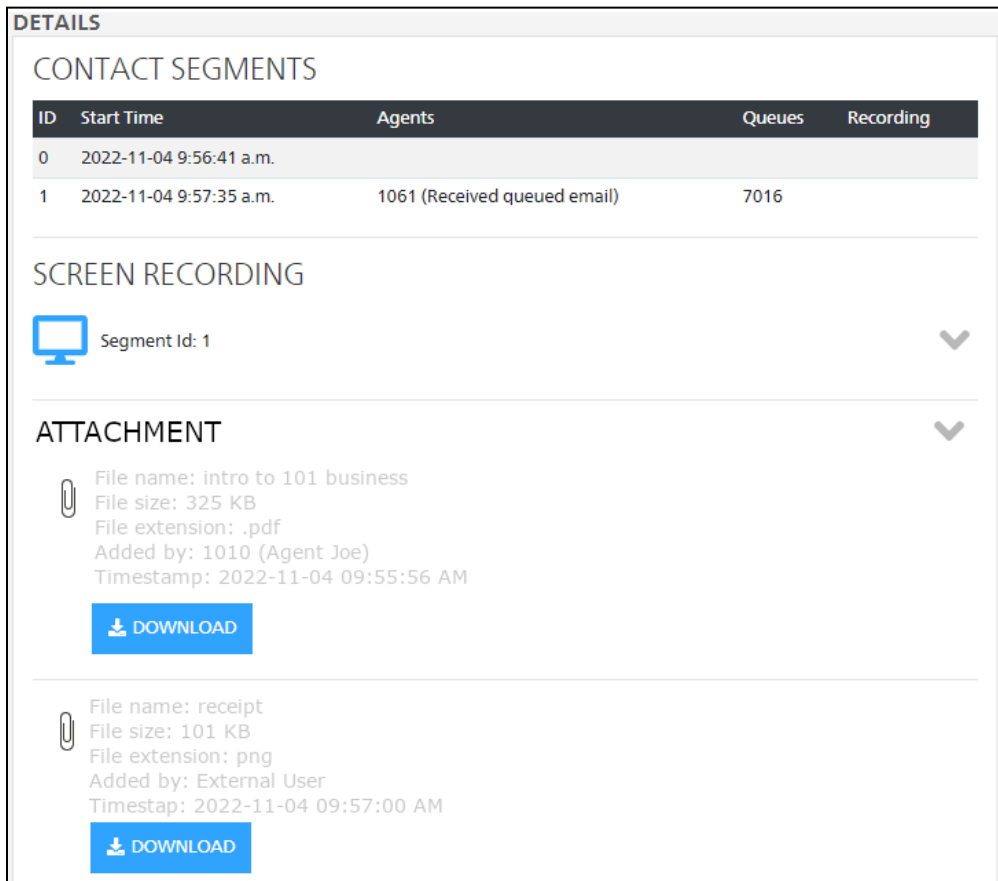 DETAILS
CONTACT SEGMENTS
ID Start Time Agents Queues Recording
0 2022-11-04 9:56:41 a.m.
1 2022-11-04 9:57:35 a.m. 1061 (Received queued email) 7016
SCREEN RECORDING
Segment Id: 1
ATTACHMENT
File name: intro to 101 business
File size: 325 KB
File extension: .pdf
Added by: 1010 (Agent Joe)
Timestamp: 2022-11-04 09:55:56 AM
DOWNLOAD
File name: receipt
File size: 101 KB
File extension: png
Added by: External User
Timestap: 2022-11-04 09:57:00 AM
DOWNLOAD